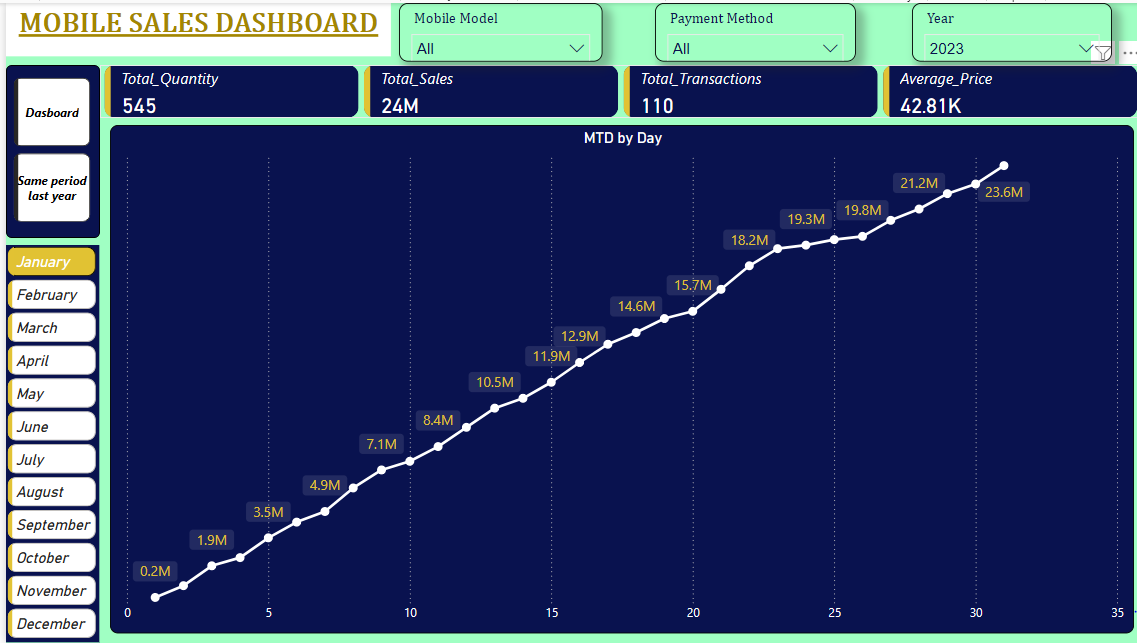 MOBILE SALES DASHBOARD
Mobile Model
All
Payment Method
All
Year
2023
Dasboard
Same period
last year
Total_Quantity
545
Total_Sales
24M
Total_Transactions
110
Average_Price
42.81K
January
February
March
April
May
June
July
August
September
October
November
December
MTD by Day
0.2M
1.9M
3.5M
4.9M
7.1M
8.4M
10.5M
11.9M
12.9M
14.6M
15.7M
18.2M
19.3M
19.8M
21.2M
23.6M
0
5
10
15
20
25
30
35